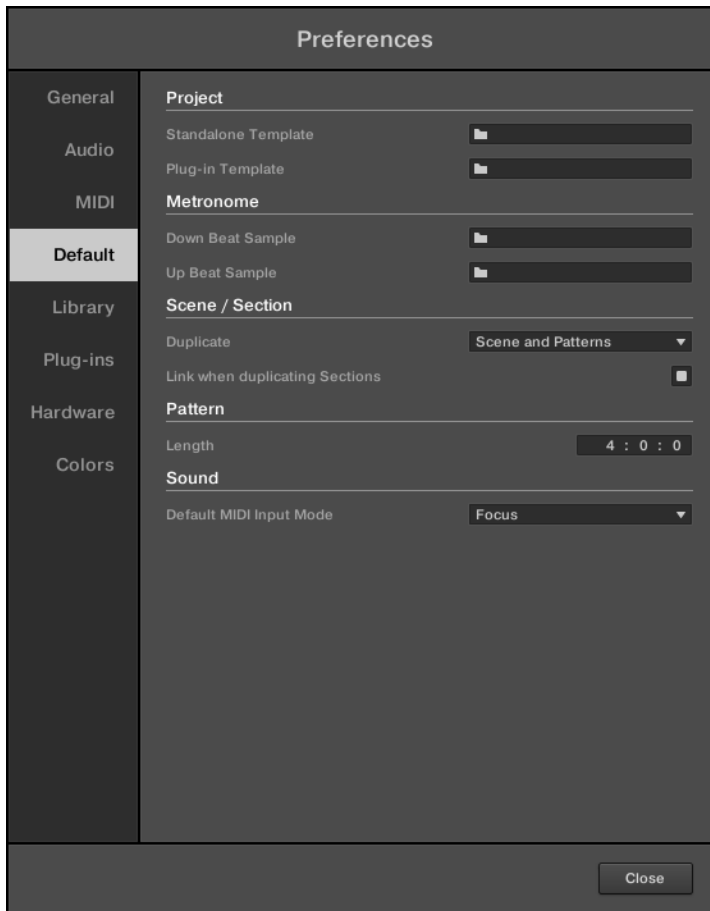 Preferences
General
Audio
MIDI
Default
Library
Plug-ins
Hardware
Colors
Project
Standalone Template
Plug-in Template
Metronome
Down Beat Sample
Up Beat Sample
Scene / Section
Duplicate Scene and Patterns
Link when duplicating Sections
Pattern
Length 4 : 0 : 0
Sound
Default MIDI Input Mode Focus
Close